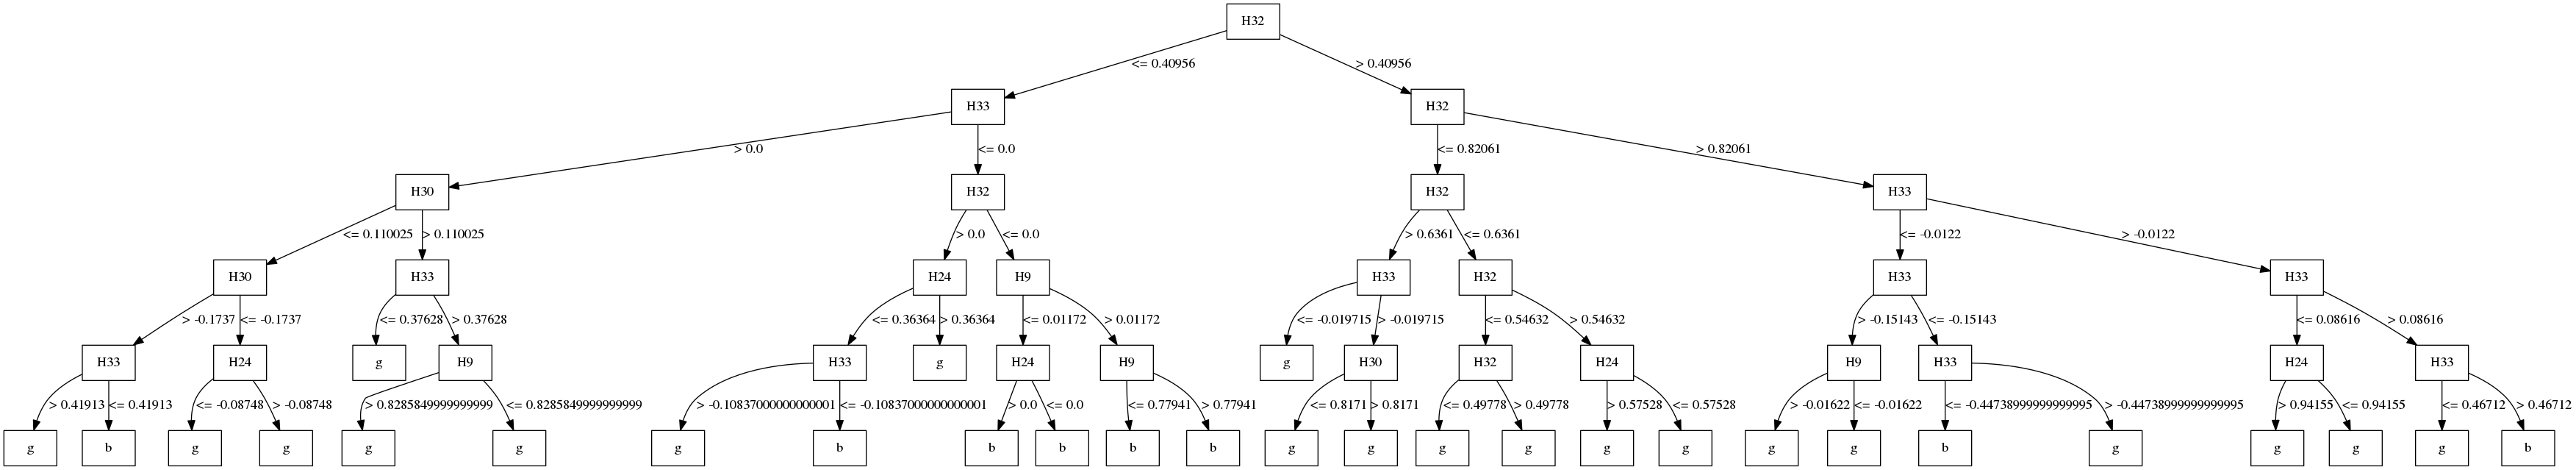 H32
<= 0.40956 > 0.40956
H33 H32
> 0.0 <= 0.0 <= 0.82061 > 0.82061
H30 H32 H32 H33
<= 0.110025 > 0.110025 > 0.0 <= 0.0 > 0.6361 <= 0.6361 <= -0.0122 > -0.0122
H30 H33 H24 H9 H33 H32 H33 H33
> -0.1737 <= -0.1737 <= 0.37628 > 0.37628 <= 0.36364 > 0.36364 <= 0.01172 > 0.01172 <= -0.019715 > -0.019715 <= 0.54632 > 0.54632 > -0.15143 <= -0.15143 <= 0.08616 > 0.08616
H33 H24 g H9 H33 g H24 H9 g H30 H32 H24 H9 H33 H24 H33
> 0.41913 <= 0.41913 <= -0.08748 > -0.08748 > 0.8285849999999999 <= 0.8285849999999999 > -0.10837000000000001 <= -0.10837000000000001 > 0.0 <= 0.0 <= 0.77941 > 0.77941 <= 0.8171 > 0.8171 <= 0.49778 > 0.49778 > 0.57528 <= 0.57528 > -0.01622 <= -0.01622 <= -0.44738999999999995 > -0.44738999999999995 > 0.94155 <= 0.94155 <= 0.46712 > 0.46712
g b g g g g g b b b b b g g g g g g g g b g g g g b